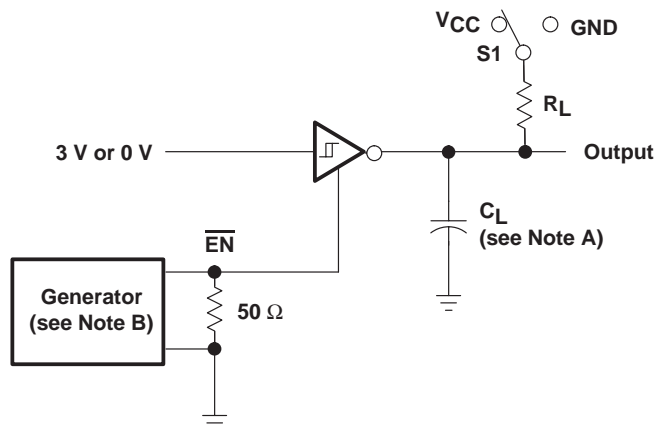 VCC
GND
S1
RL
3 V or 0 V
Output
CL
(see Note A)
EN
Generator
(see Note B)
50 Ω